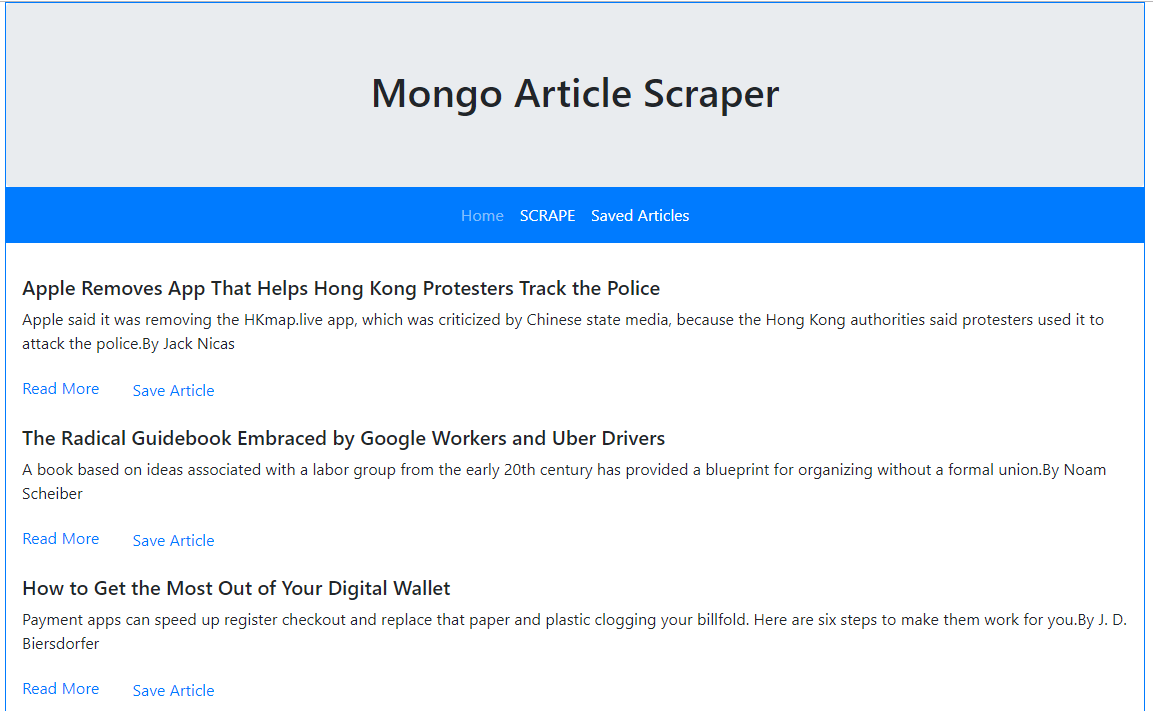 Mongo Article Scraper
Home SCRAPE Saved Articles
Apple Removes App That Helps Hong Kong Protesters Track the Police
Apple said it was removing the HKmap.live app, which was criticized by Chinese state media, because the Hong Kong authorities said protesters used it to
attack the police.By Jack Nicas
Read More Save Article
The Radical Guidebook Embraced by Google Workers and Uber Drivers
A book based on ideas associated with a labor group from the early 20th century has provided a blueprint for organizing without a formal union.By Noam
Scheiber
Read More Save Article
How to Get the Most Out of Your Digital Wallet
Payment apps can speed up register checkout and replace that paper and plastic clogging your billfold. Here are six steps to make them work for you.By J. D.
Biersdorfer
Read More Save Article